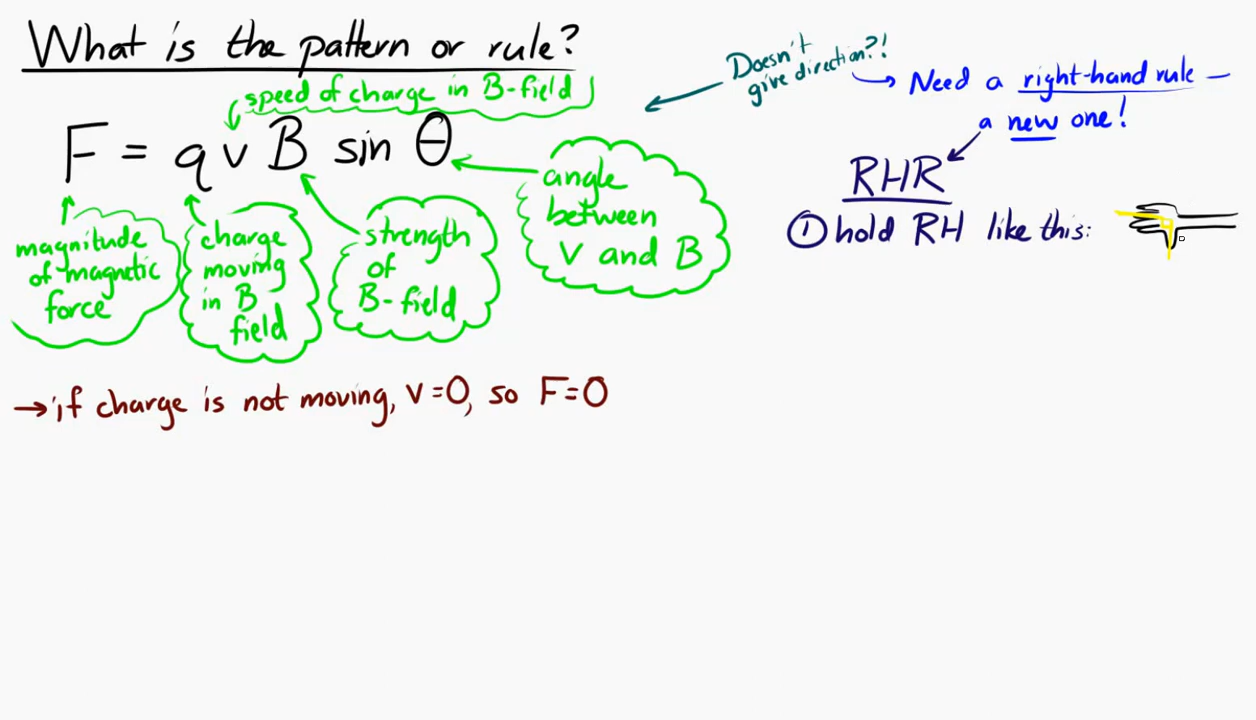 What is the pattern or rule?
speed of charge in B-field
F = qvB sin θ
magnitude
of magnetic
force
charge
moving
in B
field
strength
of
B-field
angle
between
V and B
→ if charge is not moving, v=0, so F=0
Doesn't
give direction?!
Need a right-hand rule –
a new one!
RHR
① hold RH like this: